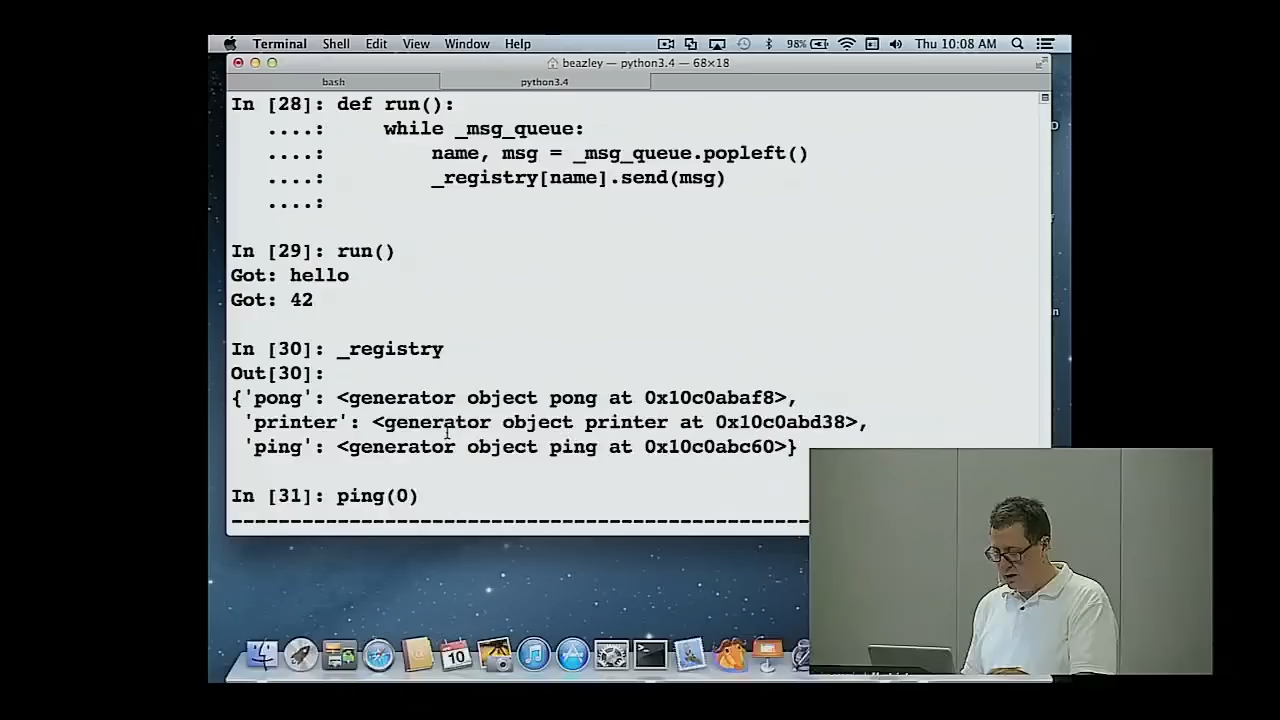 Terminal Shell Edit View Window Help 98% Thu 10:08 AM
beazley — python3.4 — 68×18
bash python3.4
In [28]: def run():
....: while _msg_queue:
....: name, msg = _msg_queue.popleft()
....: _registry[name].send(msg)
....:
In [29]: run()
Got: hello
Got: 42
In [30]: _registry
Out[30]:
{'pong': <generator object pong at 0x10c0abaf8>,
'printer': <generator object printer at 0x10c0abd38>,
'ping': <generator object ping at 0x10c0abc60>}
In [31]: ping(0)
--------------------------------------------------
10